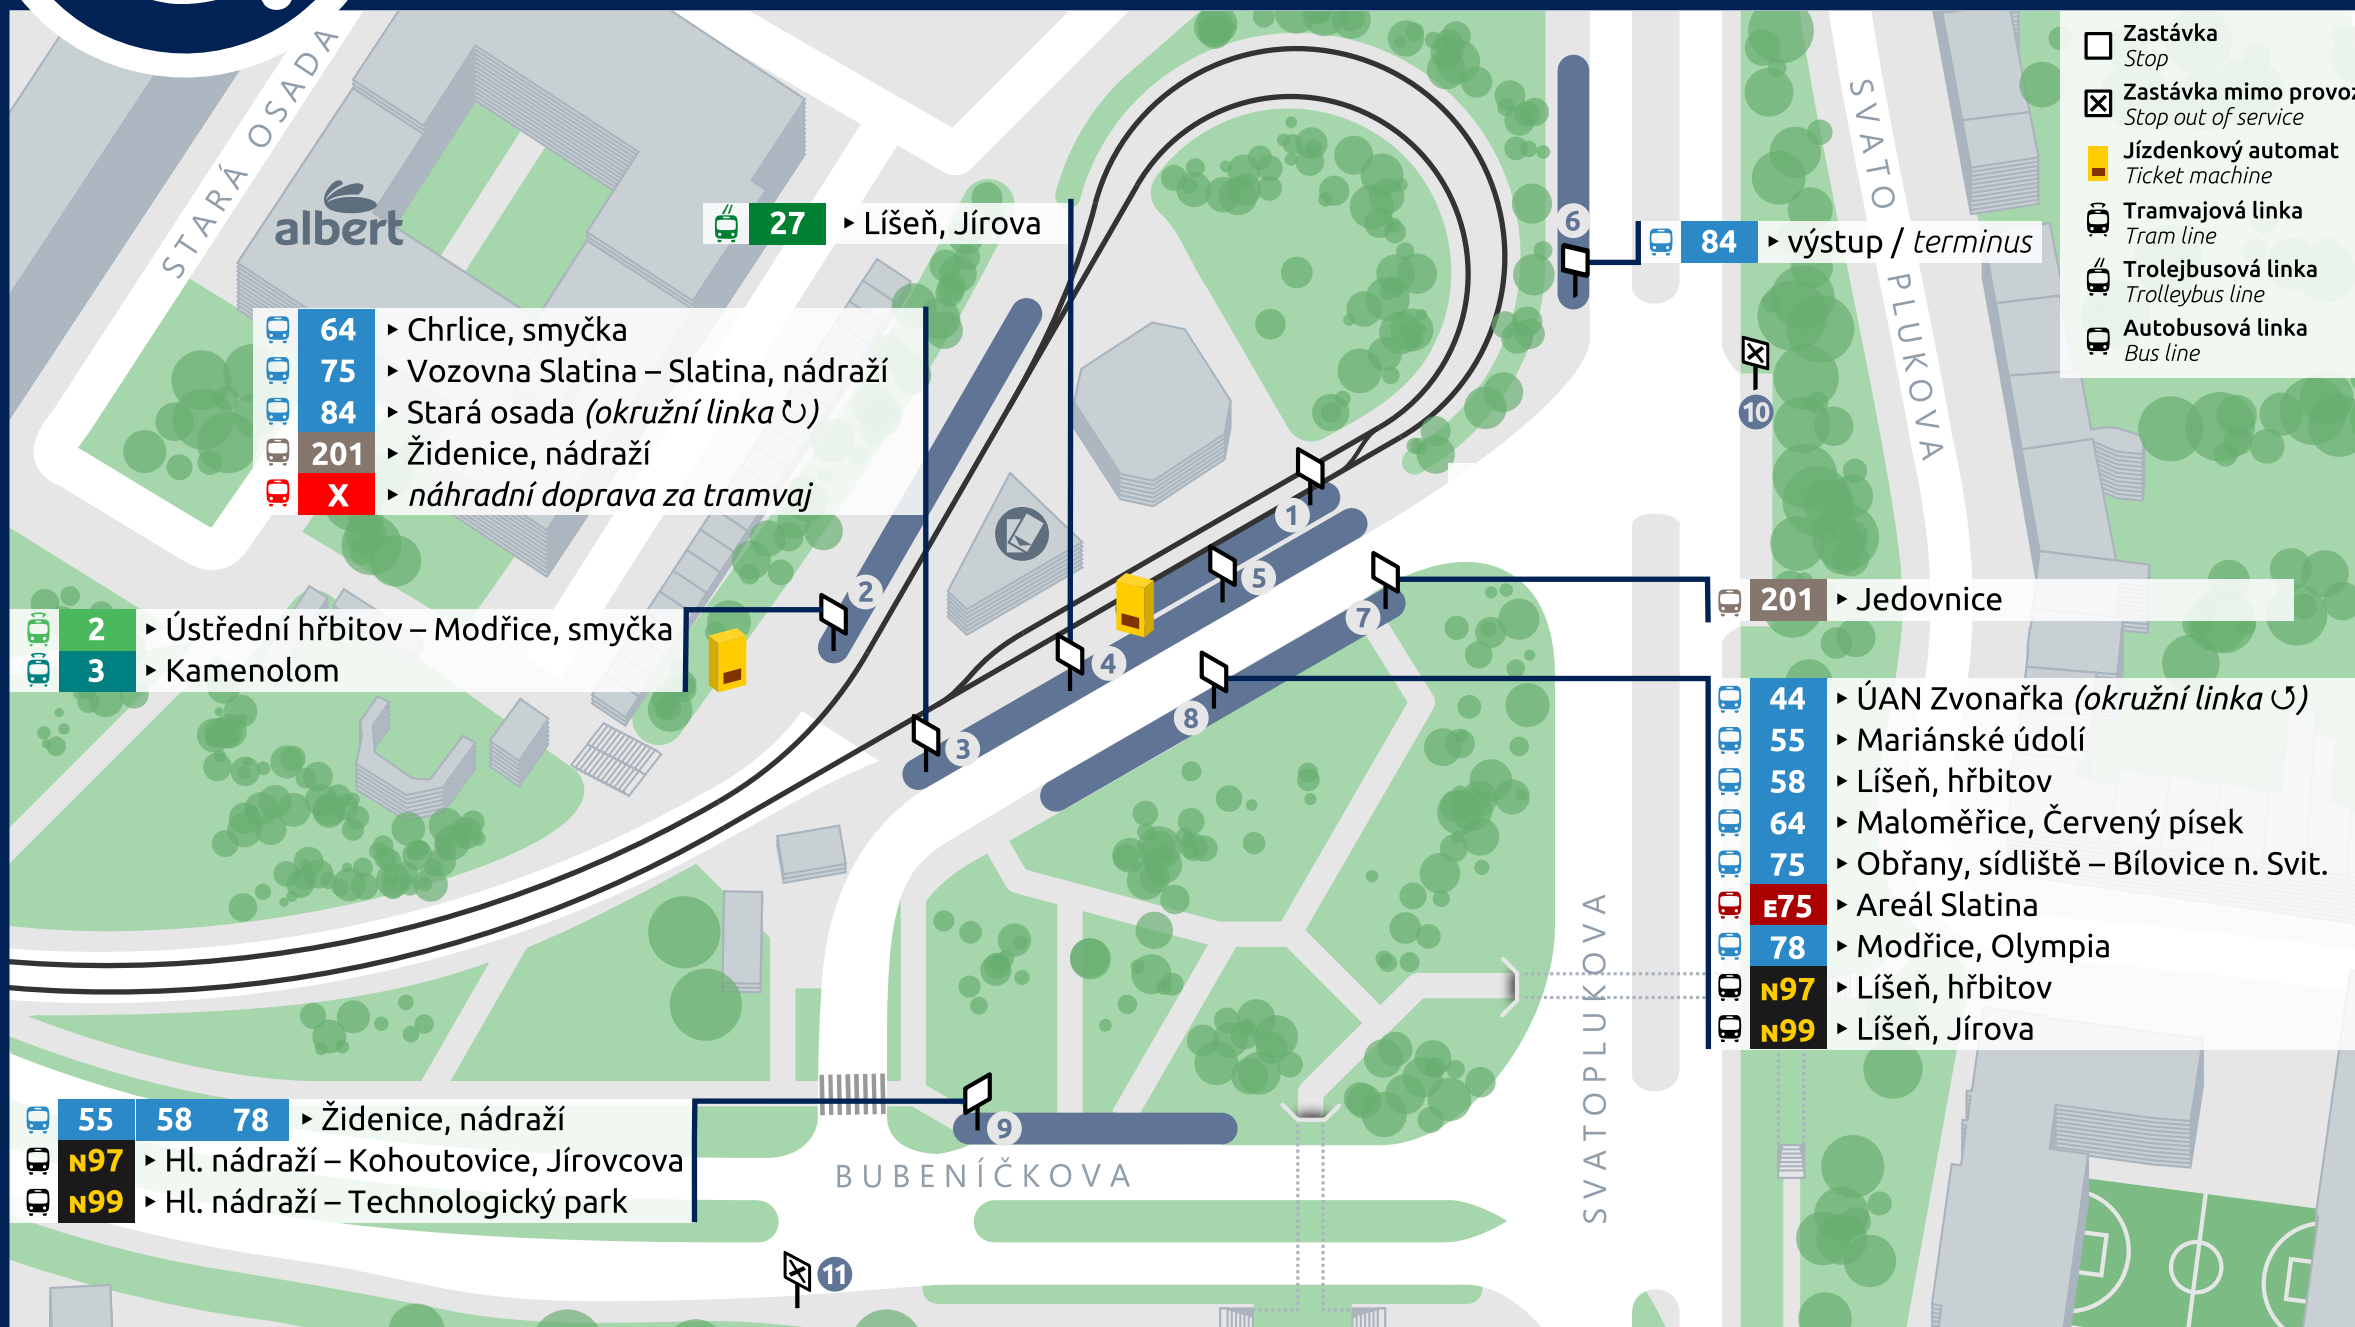 STARÁ OSADA
albert
27 Líšeň, Jírova
64 Chrlice, smyčka
75 Vozovna Slatina – Slatina, nádraží
84 Stará osada (okružní linka ↻)
201 Židenice, nádraží
X náhradní doprava za tramvaj
2 Ústřední hřbitov – Modřice, smyčka
3 Kamenolom
55 58 78 Židenice, nádraží
N97 Hl. nádraží – Kohoutovice, Jírovcova
N99 Hl. nádraží – Technologický park
1
2
3
4
5
6
7
8
9
10
11
BUBENÍČKOVA
SVATOPLUKOVA
SVATOPLUKOVA
84 výstup / terminus
201 Jedovnice
44 ÚAN Zvonařka (okružní linka ↺)
55 Mariánské údolí
58 Líšeň, hřbitov
64 Maloměřice, Červený písek
75 Obřany, sídliště – Bílovice n. Svit.
E75 Areál Slatina
78 Modřice, Olympia
N97 Líšeň, hřbitov
N99 Líšeň, Jírova
Zastávka
Stop
Zastávka mimo provoz
Stop out of service
Jízdenkový automat
Ticket machine
Tramvajová linka
Tram line
Trolejbusová linka
Trolleybus line
Autobusová linka
Bus line